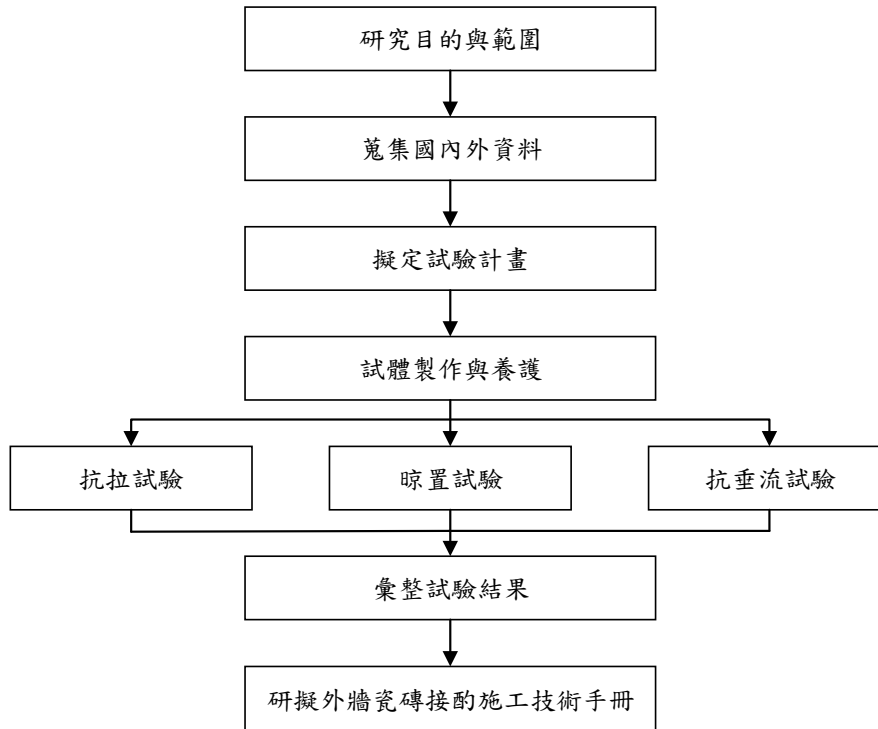 研究目的與範圍
蒐集國內外資料
擬定試驗計畫
試體製作與養護
抗拉試驗
晾置試驗
抗垂流試驗
彙整試驗結果
研擬外牆瓷磚接酌施工技術手冊